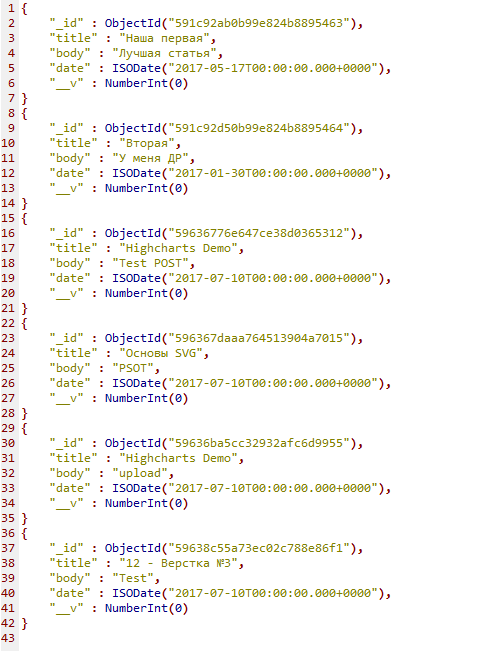 1 {
2 "_id" : ObjectId("591c92ab0b99e824b8895463"),
3 "title" : "Наша первая",
4 "body" : "Лучшая статья",
5 "date" : ISODate("2017-05-17T00:00:00.000+0000"),
6 "__v" : NumberInt(0)
7 }
8 {
9 "_id" : ObjectId("591c92d50b99e824b8895464"),
10 "title" : "Вторая",
11 "body" : "У меня ДР",
12 "date" : ISODate("2017-01-30T00:00:00.000+0000"),
13 "__v" : NumberInt(0)
14 }
15 {
16 "_id" : ObjectId("59636776e647ce38d0365312"),
17 "title" : "Highcharts Demo",
18 "body" : "Test POST",
19 "date" : ISODate("2017-07-10T00:00:00.000+0000"),
20 "__v" : NumberInt(0)
21 }
22 {
23 "_id" : ObjectId("596367daaa764513904a7015"),
24 "title" : "Основы SVG",
25 "body" : "PSOT",
26 "date" : ISODate("2017-07-10T00:00:00.000+0000"),
27 "__v" : NumberInt(0)
28 }
29 {
30 "_id" : ObjectId("59636ba5cc32932afc6d9955"),
31 "title" : "Highcharts Demo",
32 "body" : "upload",
33 "date" : ISODate("2017-07-10T00:00:00.000+0000"),
34 "__v" : NumberInt(0)
35 }
36 {
37 "_id" : ObjectId("59638c55a73ec02c788e86f1"),
38 "title" : "12 - Верстка №3",
39 "body" : "Test",
40 "date" : ISODate("2017-07-10T00:00:00.000+0000"),
41 "__v" : NumberInt(0)
42 }
43